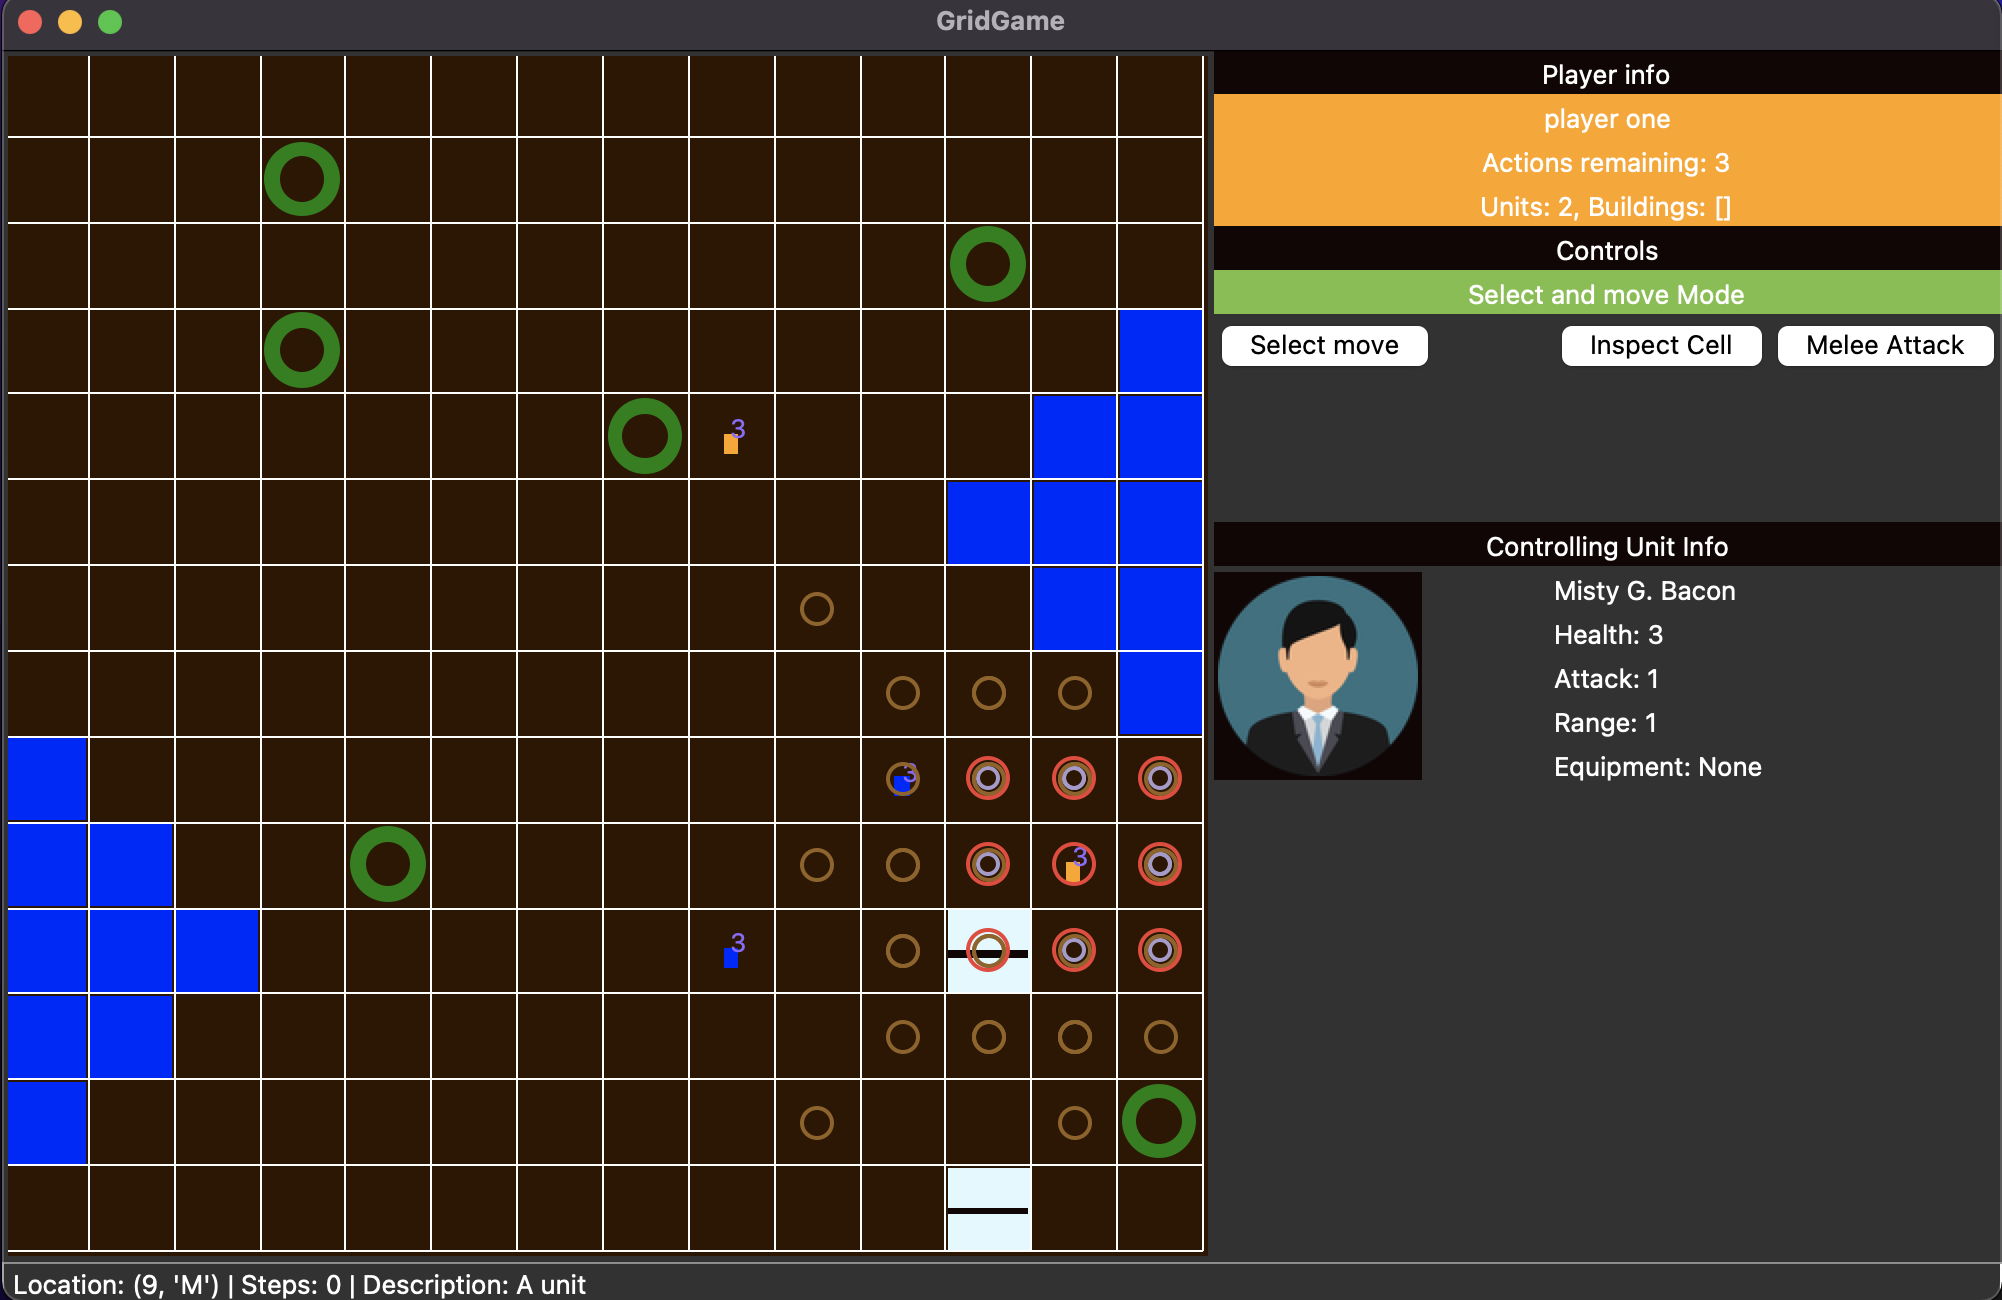 GridGame
Player info
player one
Actions remaining: 3
Units: 2, Buildings: []
Controls
Select and move Mode
Select move
Inspect Cell
Melee Attack
3
3
3
3
Controlling Unit Info
Misty G. Bacon
Health: 3
Attack: 1
Range: 1
Equipment: None
Location: (9, 'M') | Steps: 0 | Description: A unit